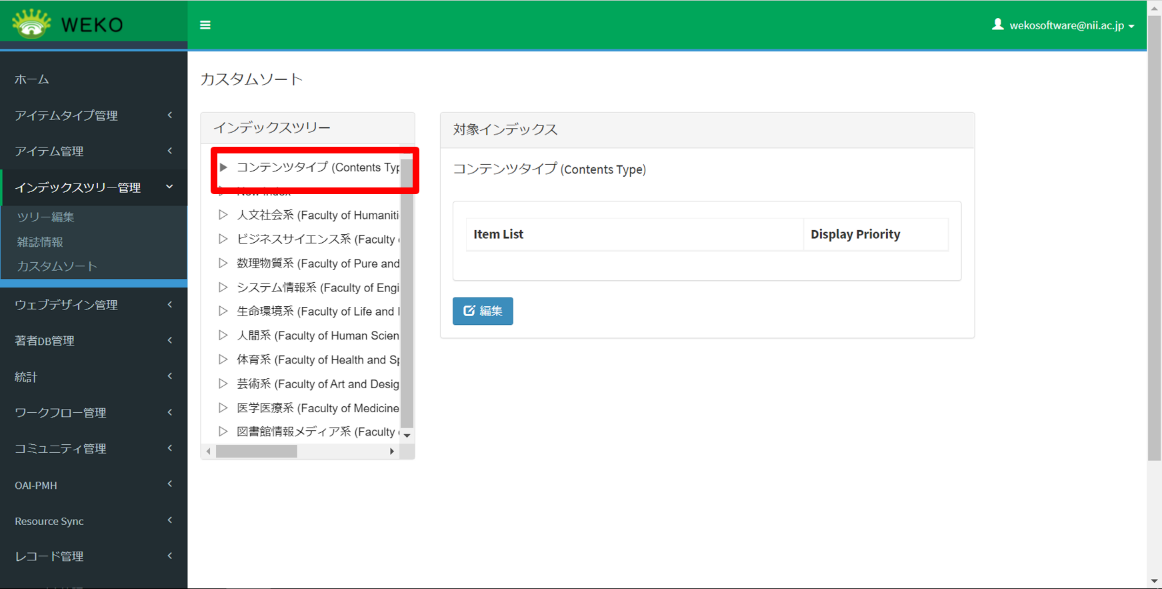 WEKO
wekosoftware@nii.ac.jp
ホーム
アイテムタイプ管理
アイテム管理
インデックスツリー管理
ツリー編集
雑誌情報
カスタムソート
ウェブデザイン管理
著者DB管理
統計
ワークフロー管理
コミュニティ管理
OAI-PMH
Resource Sync
レコード管理
カスタムソート
インデックスツリー
コンテンツタイプ (Contents Typ
New Index
人文社会系 (Faculty of Humaniti
ビジネスサイエンス系 (Faculty
数理物質系 (Faculty of Pure and
システム情報系 (Faculty of Engi
生命環境系 (Faculty of Life and
人間系 (Faculty of Human Scien
体育系 (Faculty of Health and Sp
芸術系 (Faculty of Art and Desig
医学医療系 (Faculty of Medicine
図書館情報メディア系 (Faculty
対象インデックス
コンテンツタイプ (Contents Type)
Item List Display Priority
編集